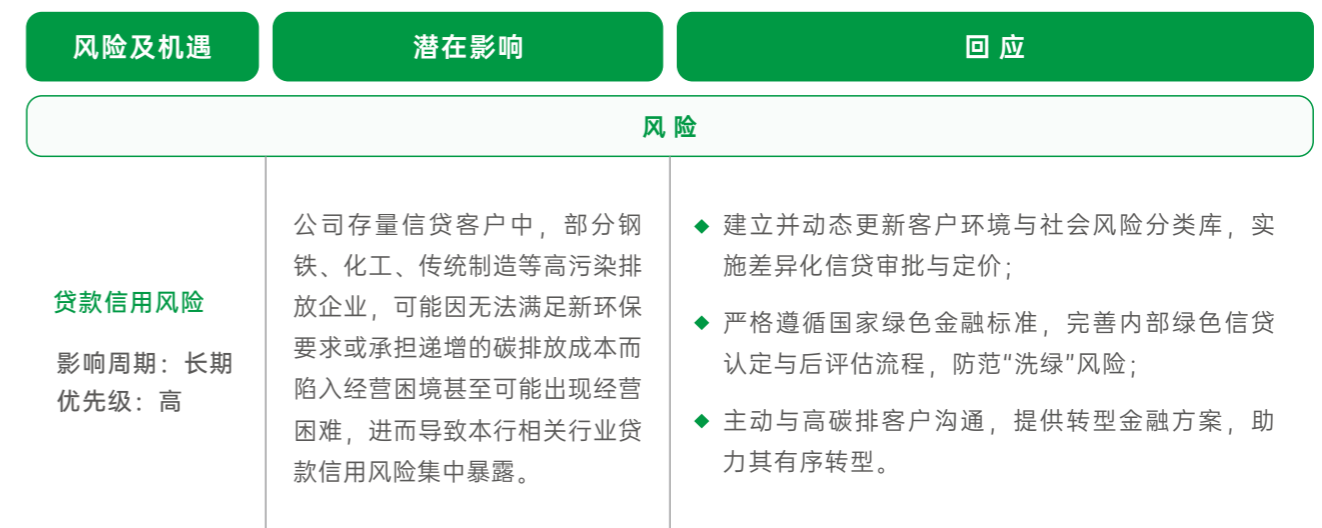 风险及机遇
潜在影响
回 应
风 险
贷款信用风险
影响周期：长期
优先级：高
公司存量信贷客户中，部分钢
铁、化工、传统制造等高污染排
放企业，可能因无法满足新环保
要求或承担递增的碳排放成本而
陷入经营困境甚至可能出现经营
困难，进而导致本行相关行业贷
款信用风险集中暴露。
◆ 建立并动态更新客户环境与社会风险分类库，实
施差异化信贷审批与定价；
◆ 严格遵循国家绿色金融标准，完善内部绿色信贷
认定与后评估流程，防范“洗绿”风险；
◆ 主动与高碳排客户沟通，提供转型金融方案，助
力其有序转型。